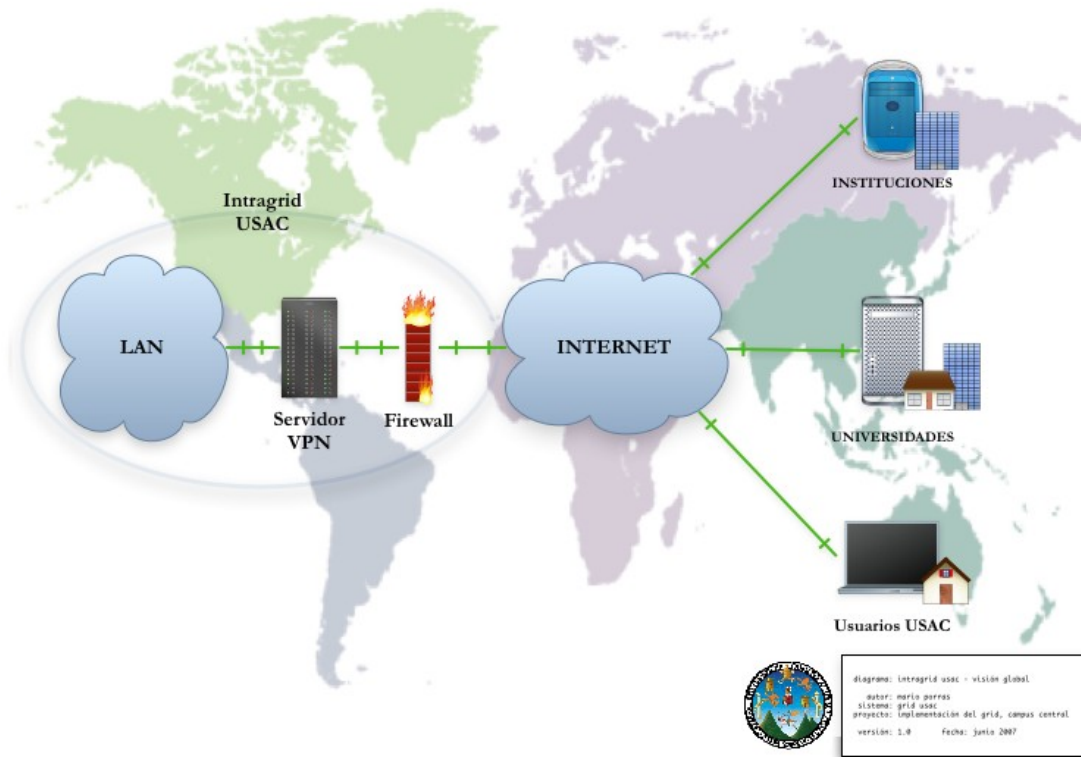 Intragrid
USAC
LAN
Servidor
VPN
Firewall
INTERNET
INSTITUCIONES
UNIVERSIDADES
Usuarios USAC
diagrama: intragrid usac - visión global
autor: mario porras
sistema: grid usac
proyecto: implementación del grid, campus central
versión: 1.0 fecha: junio 2007